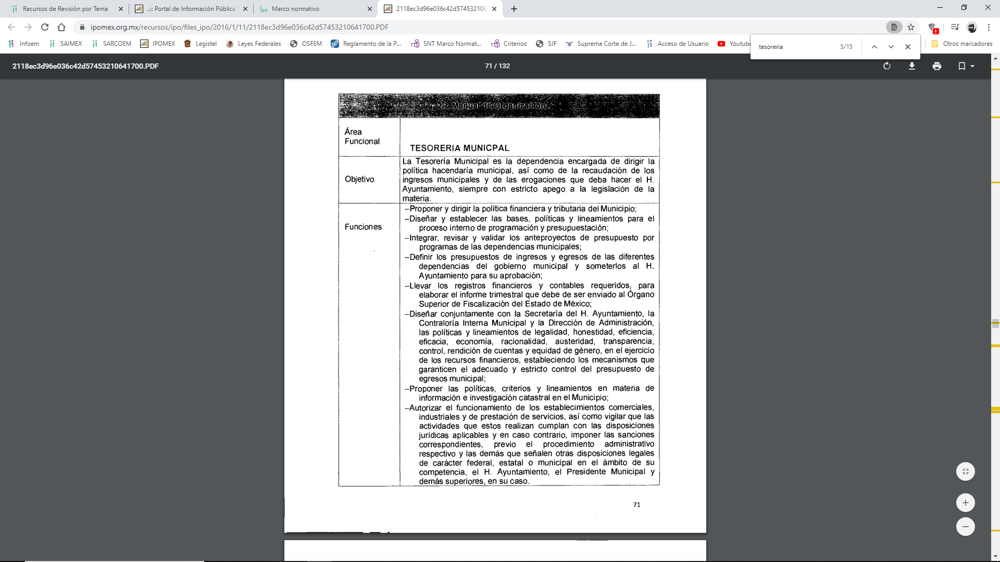 Recursos de Revisión por Tema
..:: Portal de Información Pública
Marco normativo
2118ec3d96e036c42d574532106
ipomex.org.mx/recursos/ipo/files_ipo/2016/1/11/2118ec3d96e036c42d57453210641700.PDF
Infoem SAIMEX SARCOEM IPOMEX Legistel Leyes Federales OSFEM Reglamento de la P... SNT Marco Normat... Criterios SJF Suprema Corte de J... Acceso de Usuario Youtube Otros marcadores
tesoreria 5/15
2118ec3d96e036c42d57453210641700.PDF
71 / 132
Manual de Organización
Área
Funcional
TESORERIA MUNICPAL
Objetivo
La Tesorería Municipal es la dependencia encargada de dirigir la
política hacendaría municipal, así como de la recaudación de los
ingresos municipales y de las erogaciones que deba hacer el H.
Ayuntamiento, siempre con estricto apego a la legislación de la
materia.
Funciones
–Proponer y dirigir la política financiera y tributaria del Municipio;
–Diseñar y establecer las bases, políticas y lineamientos para el
proceso interno de programación y presupuestación;
–Integrar, revisar y validar los anteproyectos de presupuesto por
programas de las dependencias municipales;
–Definir los presupuestos de ingresos y egresos de las diferentes
dependencias del gobierno municipal y someterlos al H.
Ayuntamiento para su aprobación;
–Llevar los registros financieros y contables requeridos, para
elaborar el informe trimestral que debe de ser enviado al Órgano
Superior de Fiscalización del Estado de México;
–Diseñar conjuntamente con la Secretaría del H. Ayuntamiento, la
Contraloría Interna Municipal y la Dirección de Administración,
las políticas y lineamientos de legalidad, honestidad, eficiencia,
eficacia, economía, racionalidad, austeridad, transparencia,
control, rendición de cuentas y equidad de género, en el ejercicio
de los recursos financieros, estableciendo los mecanismos que
garanticen el adecuado y estricto control del presupuesto de
egresos municipal;
–Proponer las políticas, criterios y lineamientos en materia de
información e investigación catastral en el Municipio;
–Autorizar el funcionamiento de los establecimientos comerciales,
industriales y de prestación de servicios, así como vigilar que las
actividades que estos realizan cumplan con las disposiciones
jurídicas aplicables y en caso contrario, imponer las sanciones
correspondientes, previo el procedimiento administrativo
respectivo y las demás que señalen otras disposiciones legales
de carácter federal, estatal o municipal en el ámbito de su
competencia, el H. Ayuntamiento, el Presidente Municipal y
demás superiores, en su caso.
71